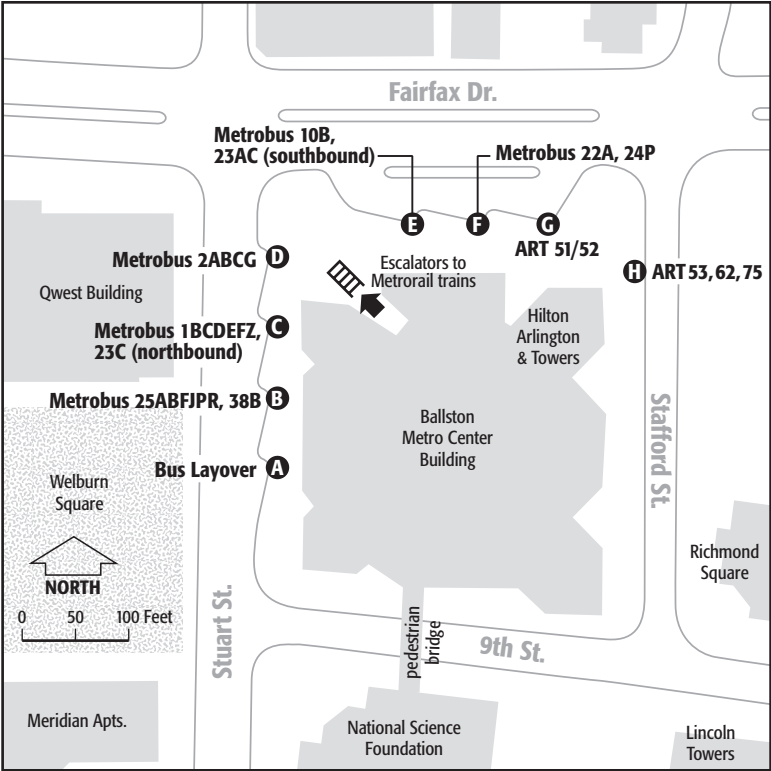 Fairfax Dr.
Metrobus 10B,
23AC (southbound)
Metrobus 22A, 24P
E
F
G
ART 51/52
Metrobus 2ABCG
D
Escalators to
Metrorail trains
H
ART 53, 62, 75
Qwest Building
Hilton
Arlington
& Towers
Metrobus 1BCDEFZ,
23C (northbound)
C
Metrobus 25ABFJPR, 38B
B
Ballston
Metro Center
Building
Stafford St.
Bus Layover
A
Welburn
Square
NORTH
0 50 100 Feet
Stuart St.
Richmond
Square
pedestrian
bridge
9th St.
Meridian Apts.
National Science
Foundation
Lincoln
Towers